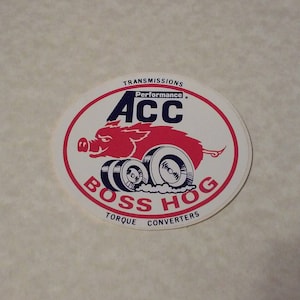 TRANSMISSIONS
Performance
ACC
BOSS HOG
TORQUE CONVERTERS